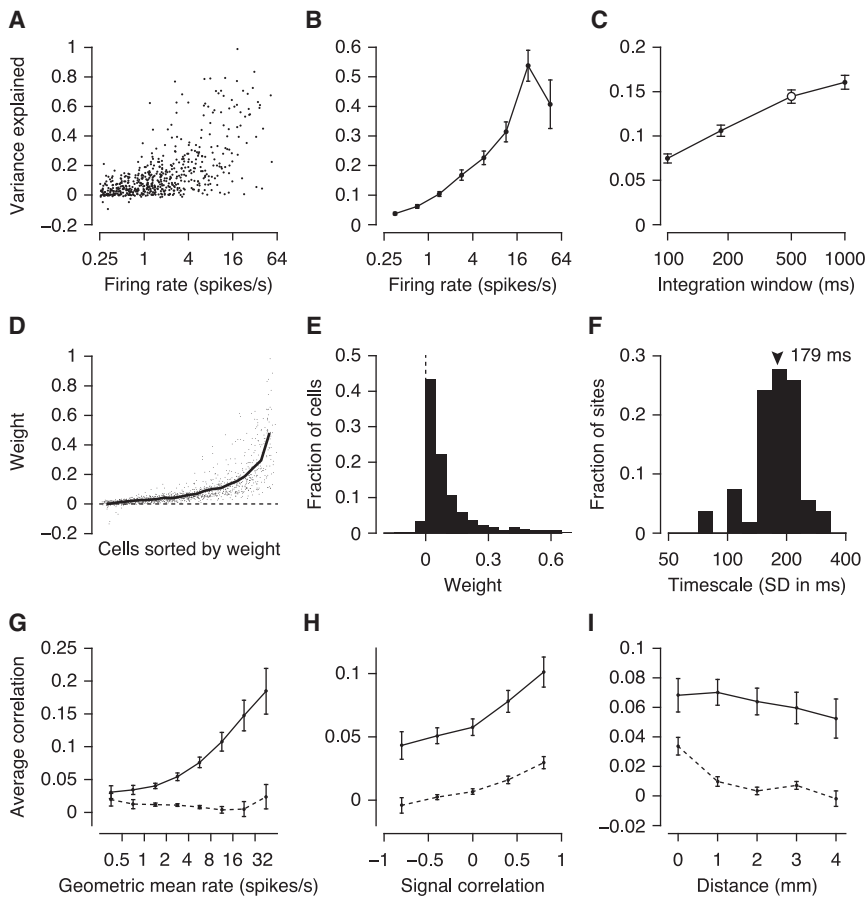 A
Variance explained
1
0.8
0.6
0.4
0.2
0
−0.2
0.25 1 4 16 64
Firing rate (spikes/s)
B
0.6
0.5
0.4
0.3
0.2
0.1
0
0.25 1 4 16 64
Firing rate (spikes/s)
C
0.2
0.15
0.1
0.05
0
100 200 500 1000
Integration window (ms)
D
Weight
1
0.8
0.6
0.4
0.2
0
−0.2
Cells sorted by weight
E
Fraction of cells
0.5
0.4
0.3
0.2
0.1
0
0 0.3 0.6
Weight
F
Fraction of sites
0.3
0.2
0.1
0
179 ms
50 100 200 400
Timescale (SD in ms)
G
Average correlation
0.25
0.2
0.15
0.1
0.05
0
0.5 1 2 4 8 16 32
Geometric mean rate (spikes/s)
H
0.1
0.05
0
−1 −0.5 0 0.5 1
Signal correlation
I
0.1
0.08
0.06
0.04
0.02
0
−0.02
0 1 2 3 4
Distance (mm)